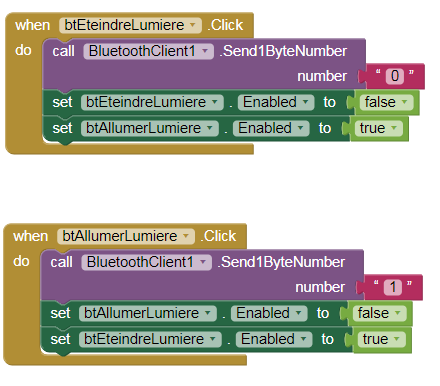 when btEteindreLumiere .Click
do call BluetoothClient1 .Send1ByteNumber
number “ 0 ”
set btEteindreLumiere . Enabled to false
set btAllumerLumiere . Enabled to true
when btAllumerLumiere .Click
do call BluetoothClient1 .Send1ByteNumber
number “ 1 ”
set btAllumerLumiere . Enabled to false
set btEteindreLumiere . Enabled to true